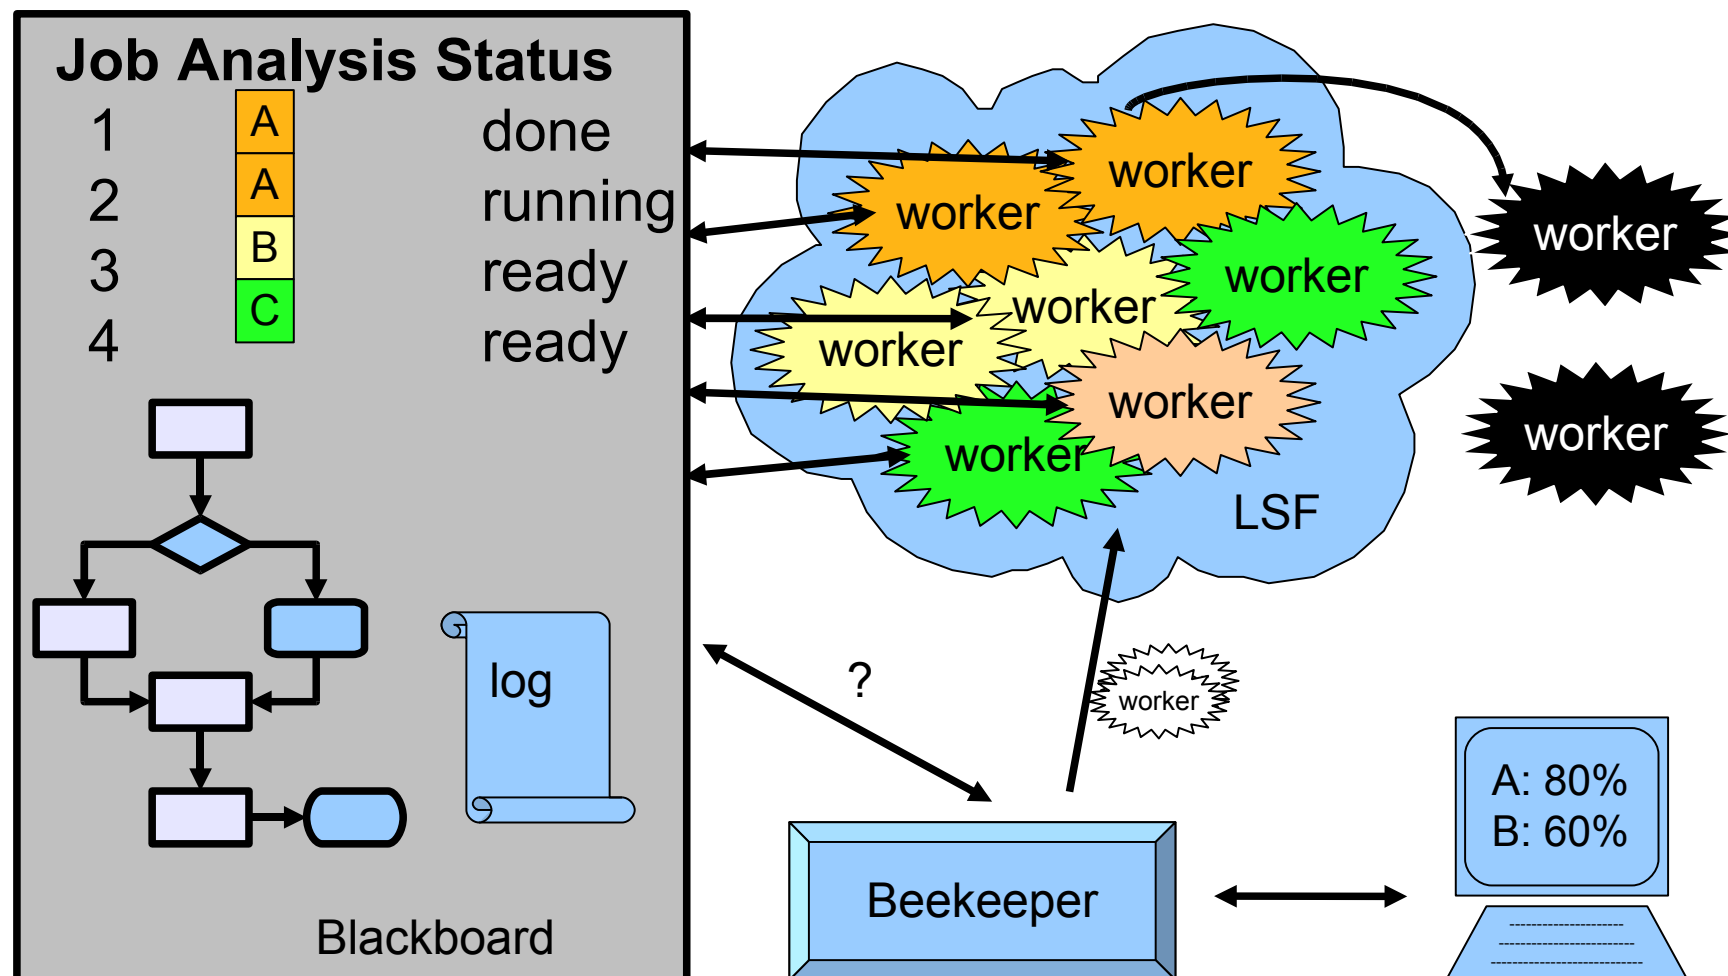 Job Analysis Status
1 A done
2 A running
3 B ready
4 C ready
log
Blackboard
worker
worker
worker
worker
worker
worker
worker
LSF
worker
worker
?
worker
Beekeeper
A: 80%
B: 60%